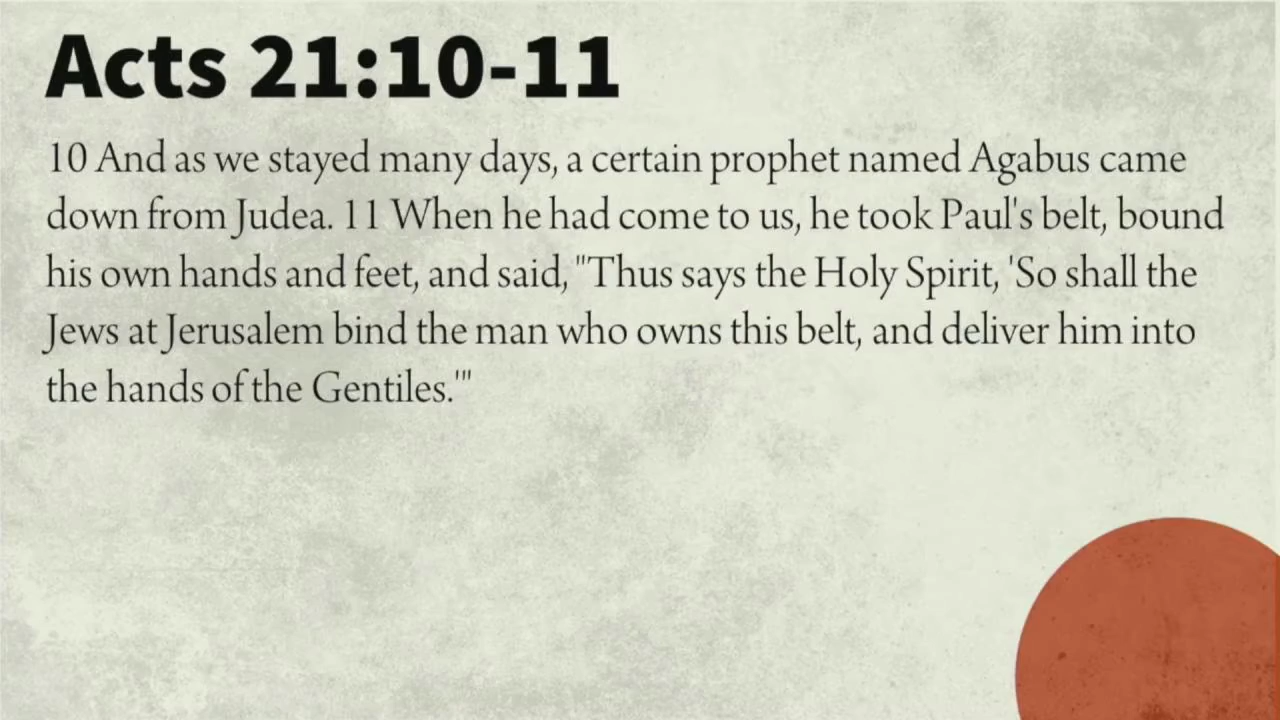 Acts 21:10-11
10 And as we stayed many days, a certain prophet named Agabus came
down from Judea. 11 When he had come to us, he took Paul's belt, bound
his own hands and feet, and said, "Thus says the Holy Spirit, 'So shall the
Jews at Jerusalem bind the man who owns this belt, and deliver him into
the hands of the Gentiles.'"